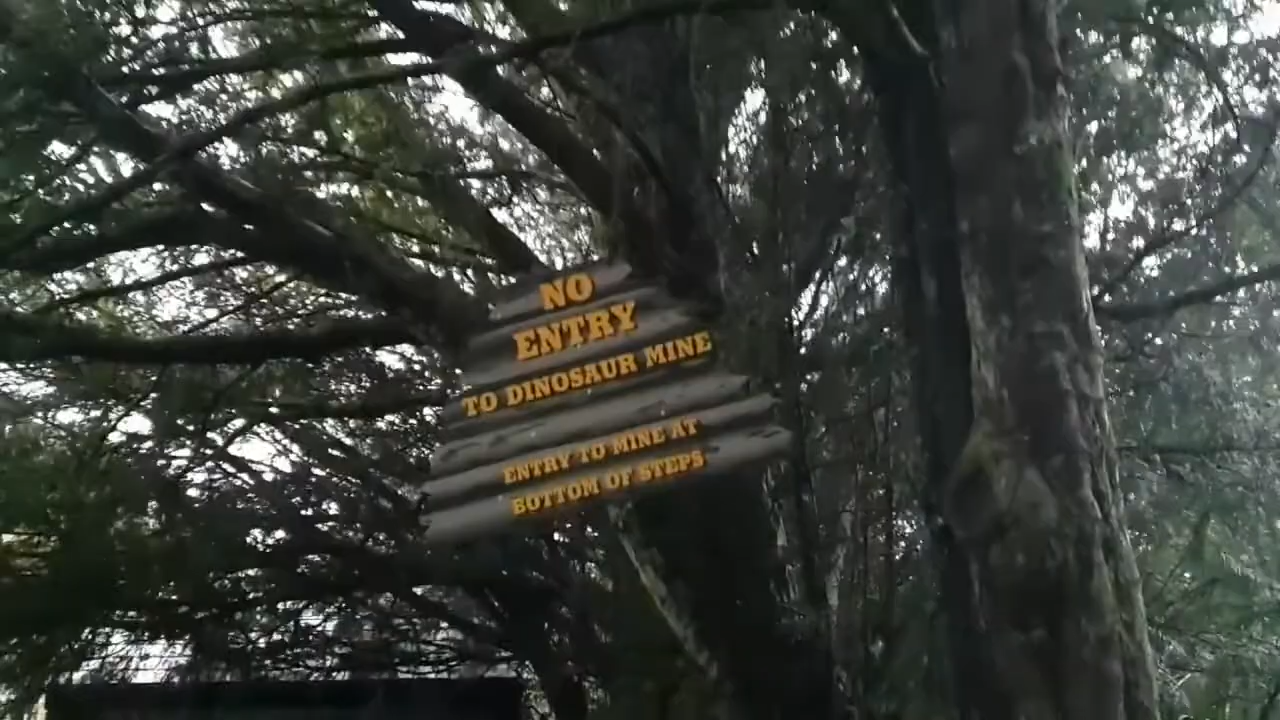 NO
ENTRY
TO DINOSAUR MINE
ENTRY TO MINE AT
BOTTOM OF STEPS